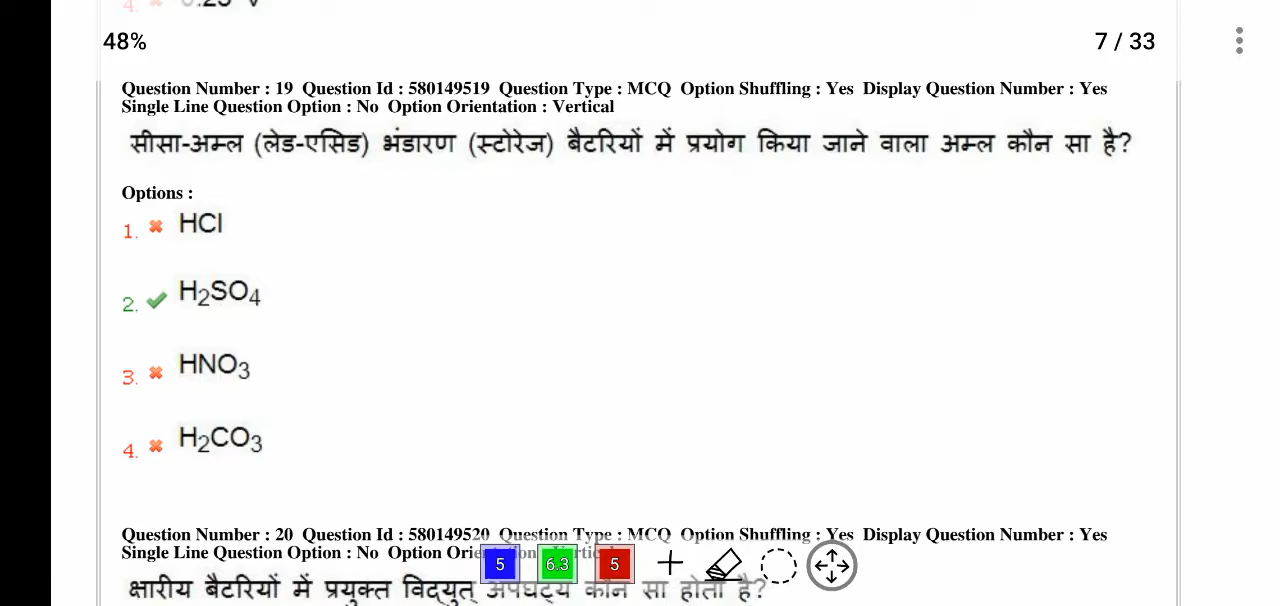 48%
7 / 33
Question Number : 19 Question Id : 580149519 Question Type : MCQ Option Shuffling : Yes Display Question Number : Yes
Single Line Question Option : No Option Orientation : Vertical
सीसा-अम्ल (लेड-एसिड) भंडारण (स्टोरेज) बैटरियों में प्रयोग किया जाने वाला अम्ल कौन सा है?
Options :
1. ✖ HCl
2. ✔ H₂SO₄
3. ✖ HNO₃
4. ✖ H₂CO₃
Question Number : 20 Question Id : 580149520 Question Type : MCQ Option Shuffling : Yes Display Question Number : Yes
Single Line Question Option : No Option
5 6.3 5
क्षारीय बैटरियों में प्रयुक्त विद्युत् अपघट्य कौन सा होता है?